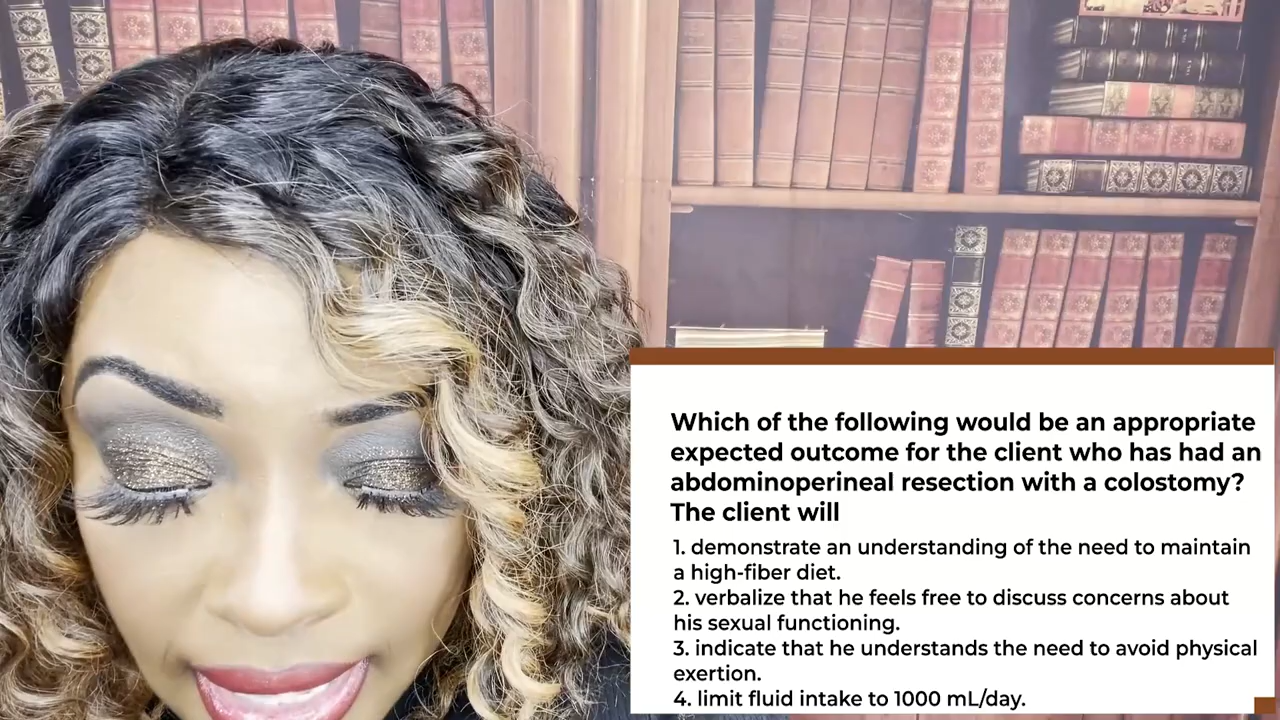 Which of the following would be an appropriate
expected outcome for the client who has had an
abdominoperineal resection with a colostomy?
The client will
1. demonstrate an understanding of the need to maintain
a high-fiber diet.
2. verbalize that he feels free to discuss concerns about
his sexual functioning.
3. indicate that he understands the need to avoid physical
exertion.
4. limit fluid intake to 1000 mL/day.